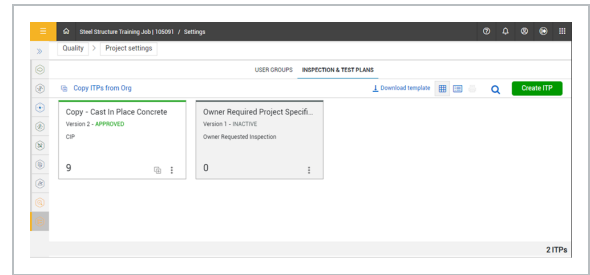 Steel Structure Training Job | 105091 / Settings
Quality > Project settings
USER GROUPS INSPECTION & TEST PLANS
Copy ITPs from Org Download template Create ITP
Copy - Cast In Place Concrete
Version 2 - APPROVED
CIP
9
Owner Required Project Specifi...
Version 1 - INACTIVE
Owner Requested Inspection
0
2 ITPs